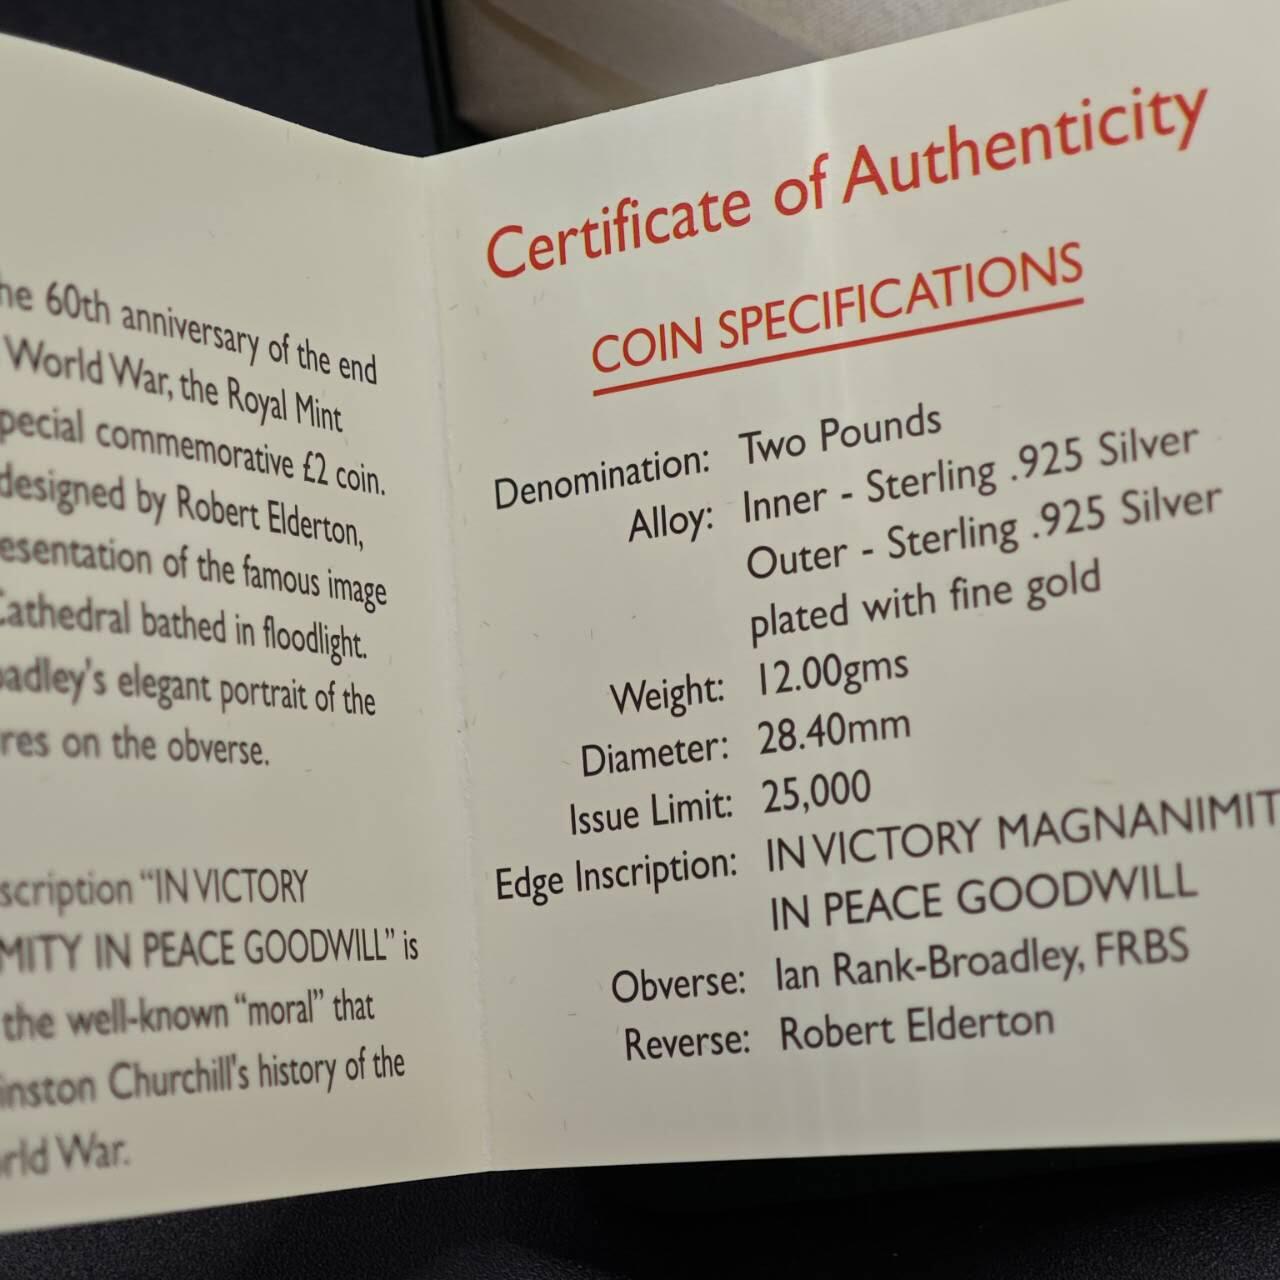 he 60th anniversary of the end
World War, the Royal Mint
pecial commemorative £2 coin.
designed by Robert Elderton,
esentation of the famous image
Cathedral bathed in floodlight.
oadley's elegant portrait of the
res on the obverse.
scription “IN VICTORY
MITY IN PEACE GOODWILL” is
the well-known “moral” that
inston Churchill's history of the
rld War.
Certificate of Authenticity
COIN SPECIFICATIONS
Denomination: Two Pounds
Alloy: Inner - Sterling .925 Silver
Outer - Sterling .925 Silver
plated with fine gold
Weight: 12.00gms
Diameter: 28.40mm
Issue Limit: 25,000
Edge Inscription: IN VICTORY MAGNANIMIT
IN PEACE GOODWILL
Obverse: Ian Rank-Broadley, FRBS
Reverse: Robert Elderton